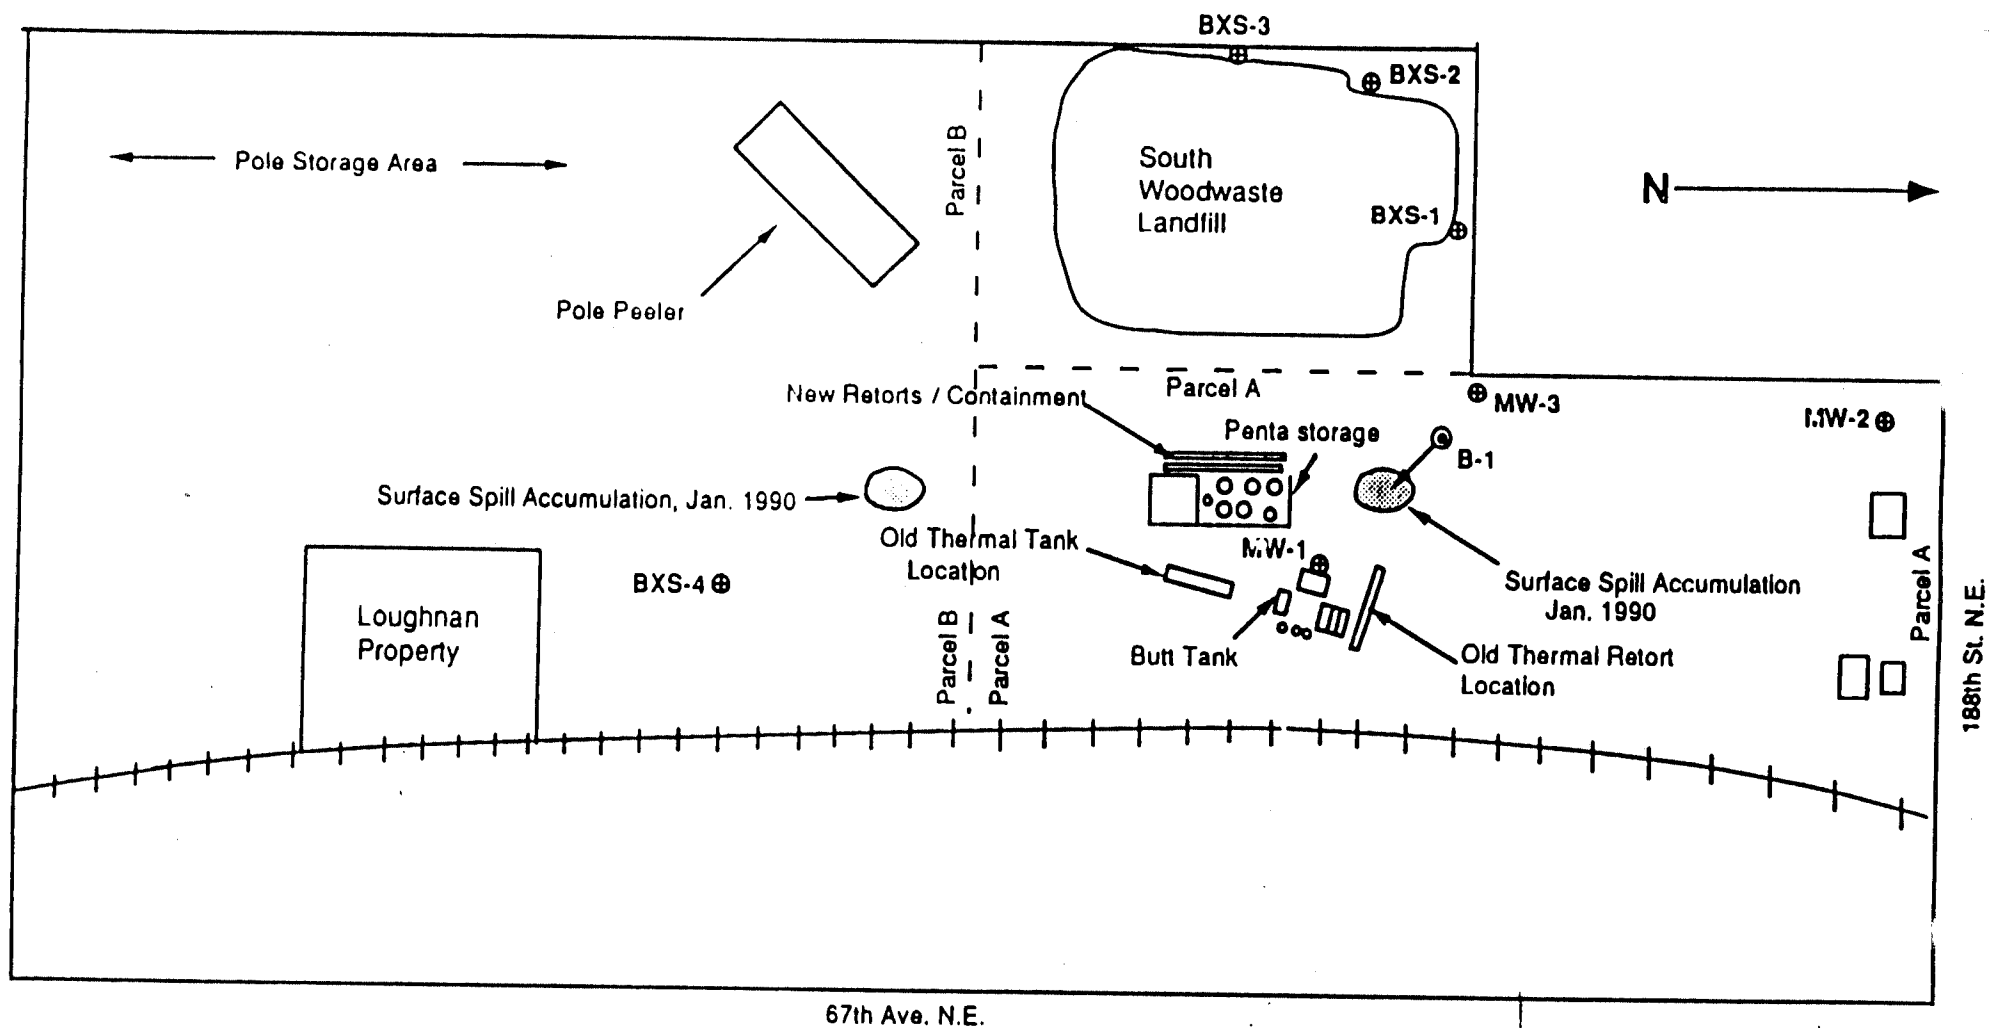 BXS-3
BXS-2
Pole Storage Area
Parcel B
South
Woodwaste
Landfill
BXS-1
N
Pole Peeler
New Retorts / Containment
Parcel A
MW-3
MW-2
Penta storage
B-1
Surface Spill Accumulation, Jan. 1990
Old Thermal Tank
Location
MW-1
BXS-4
Surface Spill Accumulation
Jan. 1990
Loughnan
Property
Parcel B
Parcel A
Butt Tank
Old Thermal Retort
Location
Parcel A
188th St. N.E.
67th Ave. N.E.